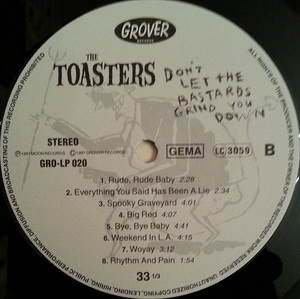 GROVER
RECORDS
THE
TOASTERS
DON'T
LET THE
BASTARDS
GRIND YOU
DOWN
STEREO
GRO-LP 020
GEMA
LC 3059
B
1. Rude, Rude Baby 2:28
2. Everything You Said Has Been A Lie 2:34
3. Spooky Graveyard 4:01
4. Big Red 4:07
5. Bye, Bye Baby 4:41
6. Weekend In L.A. 4:15
7. Woyay 3:11
8. Rhythm And Pain 1:54
33 1/3
ALL RIGHTS OF THE PRODUCER AND THE OWNER OF THE
UNAUTHORIZED COPYING, LENDING, HIRING, PUBLIC PERFORMANCE, DIFFUSION AND BROADCASTING OF THIS RECORDING PROHIBITED